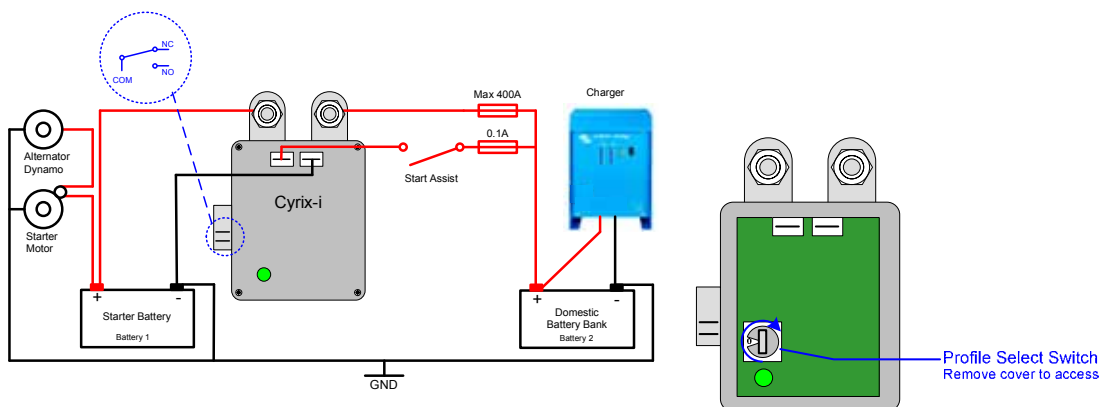 NC
COM
NO
Max 400A
Charger
0.1A
Alternator
Dynamo
Start Assist
Cyrix-i
Starter
Motor
+
-
Starter Battery
Battery 1
+
-
Domestic
Battery Bank
Battery 2
GND
Profile Select Switch
Remove cover to access